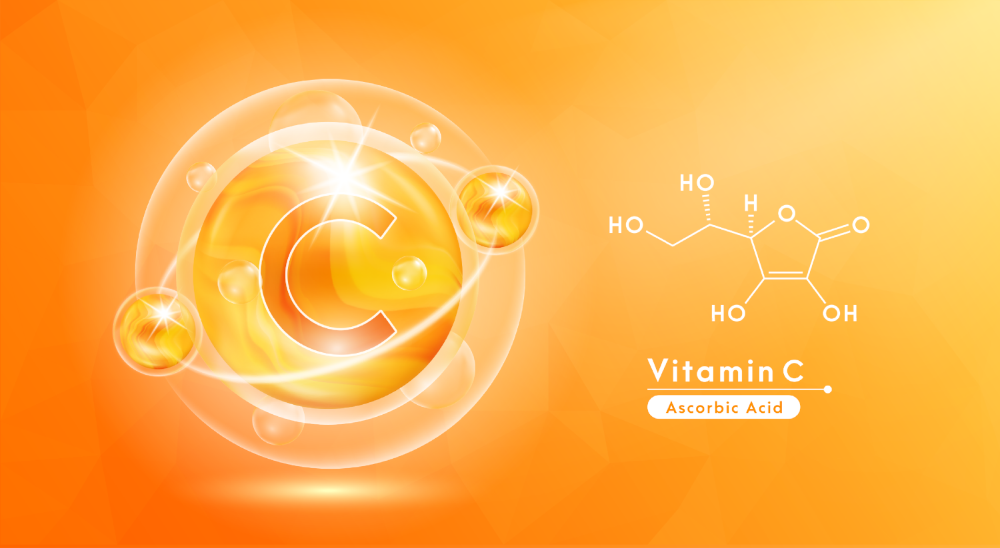 C
HO
H
O
HO
O
HO
OH
Vitamin C
Ascorbic Acid